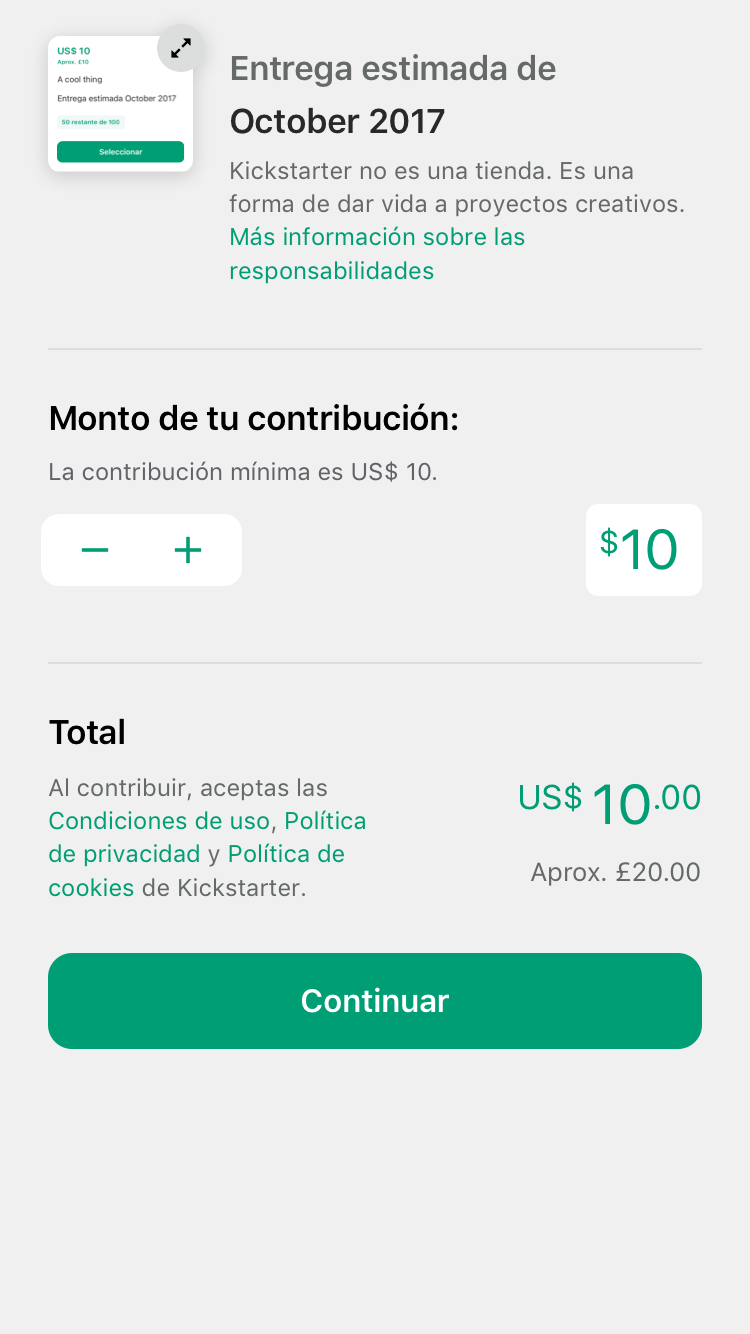 US$ 10
Aprox. £10
A cool thing
Entrega estimada October 2017
50 restante de 100
Seleccionar
Entrega estimada de
October 2017
Kickstarter no es una tienda. Es una
forma de dar vida a proyectos creativos.
Más información sobre las
responsabilidades
Monto de tu contribución:
La contribución mínima es US$ 10.
$10
Total
Al contribuir, aceptas las
Condiciones de uso, Política
de privacidad y Política de
cookies de Kickstarter.
US$ 10.00
Aprox. £20.00
Continuar